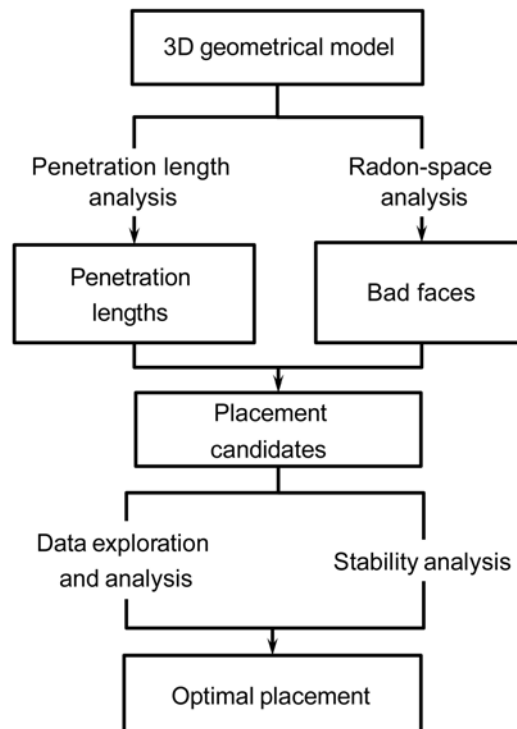 3D geometrical model
Penetration length
analysis
Radon-space
analysis
Penetration
lengths
Bad faces
Placement
candidates
Data exploration
and analysis
Stability analysis
Optimal placement